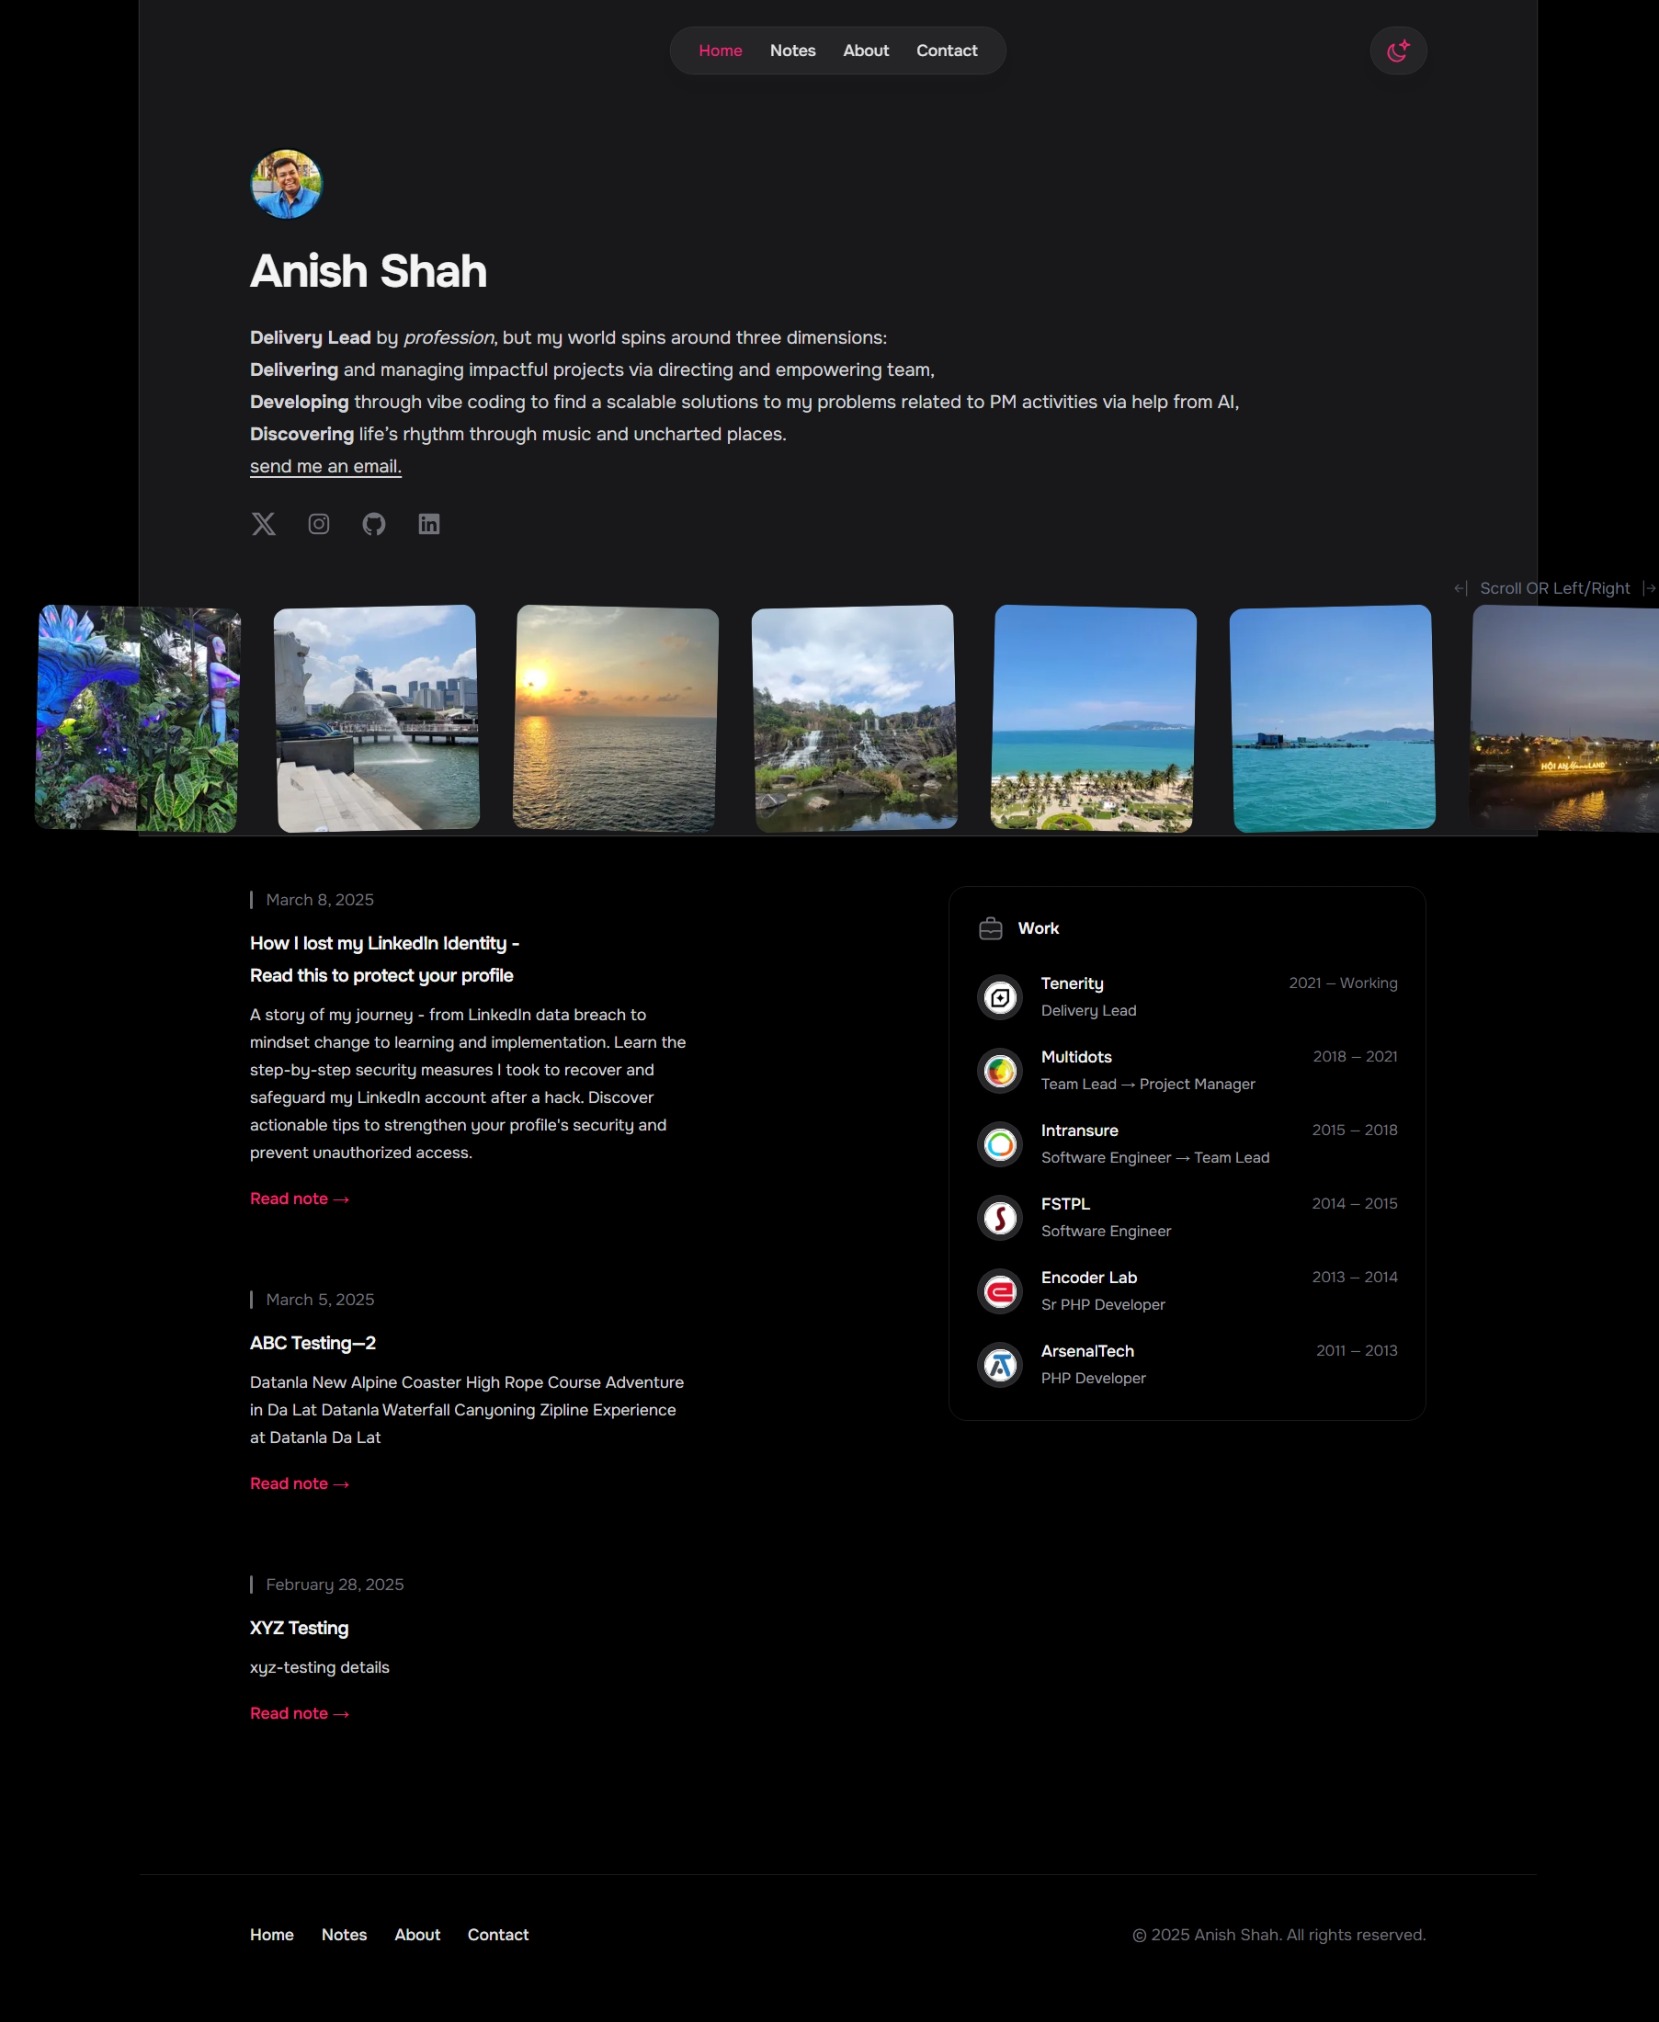 Home Notes About Contact
Anish Shah
Delivery Lead by profession, but my world spins around three dimensions:
Delivering and managing impactful projects via directing and empowering team,
Developing through vibe coding to find a scalable solutions to my problems related to PM activities via help from AI,
Discovering life's rhythm through music and uncharted places.
send me an email.
←| Scroll OR Left/Right |→
HỘI AN MemoriesLAND
March 8, 2025
How I lost my LinkedIn Identity -
Read this to protect your profile
A story of my journey - from LinkedIn data breach to
mindset change to learning and implementation. Learn the
step-by-step security measures I took to recover and
safeguard my LinkedIn account after a hack. Discover
actionable tips to strengthen your profile's security and
prevent unauthorized access.
Read note →
March 5, 2025
ABC Testing—2
Datanla New Alpine Coaster High Rope Course Adventure
in Da Lat Datanla Waterfall Canyoning Zipline Experience
at Datanla Da Lat
Read note →
February 28, 2025
XYZ Testing
xyz-testing details
Read note →
Work
Tenerity 2021 — Working
Delivery Lead
Multidots 2018 — 2021
Team Lead → Project Manager
Intransure 2015 — 2018
Software Engineer → Team Lead
FSTPL 2014 — 2015
Software Engineer
Encoder Lab 2013 — 2014
Sr PHP Developer
ArsenalTech 2011 — 2013
PHP Developer
Home Notes About Contact
© 2025 Anish Shah. All rights reserved.